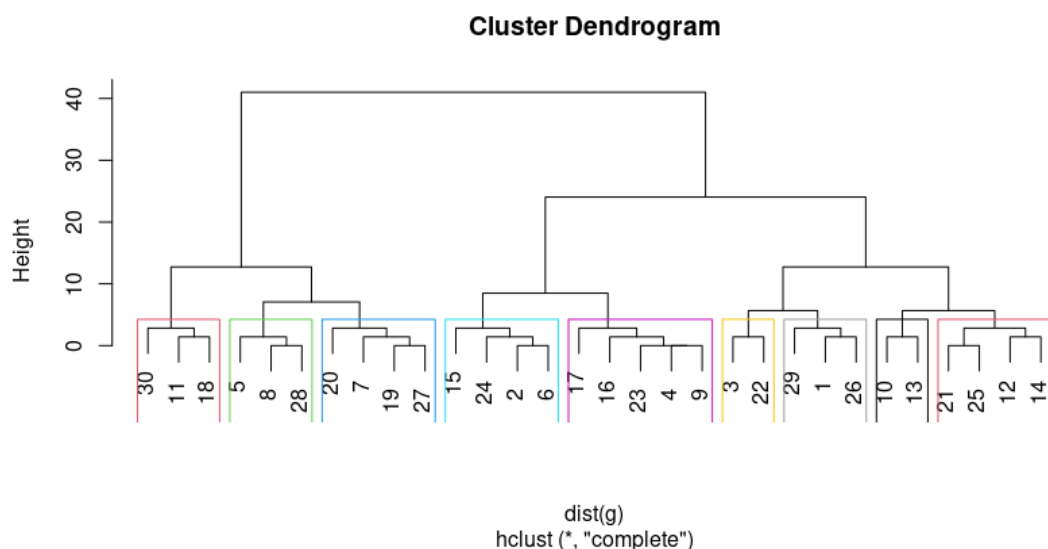 Cluster Dendrogram
Height
40
30
20
10
0
30 11 18 5 8 28 20 7 19 27 15 24 2 6 17 16 23 4 9 3 22 29 1 26 10 13 21 25 12 14
dist(g)
hclust (*, "complete")